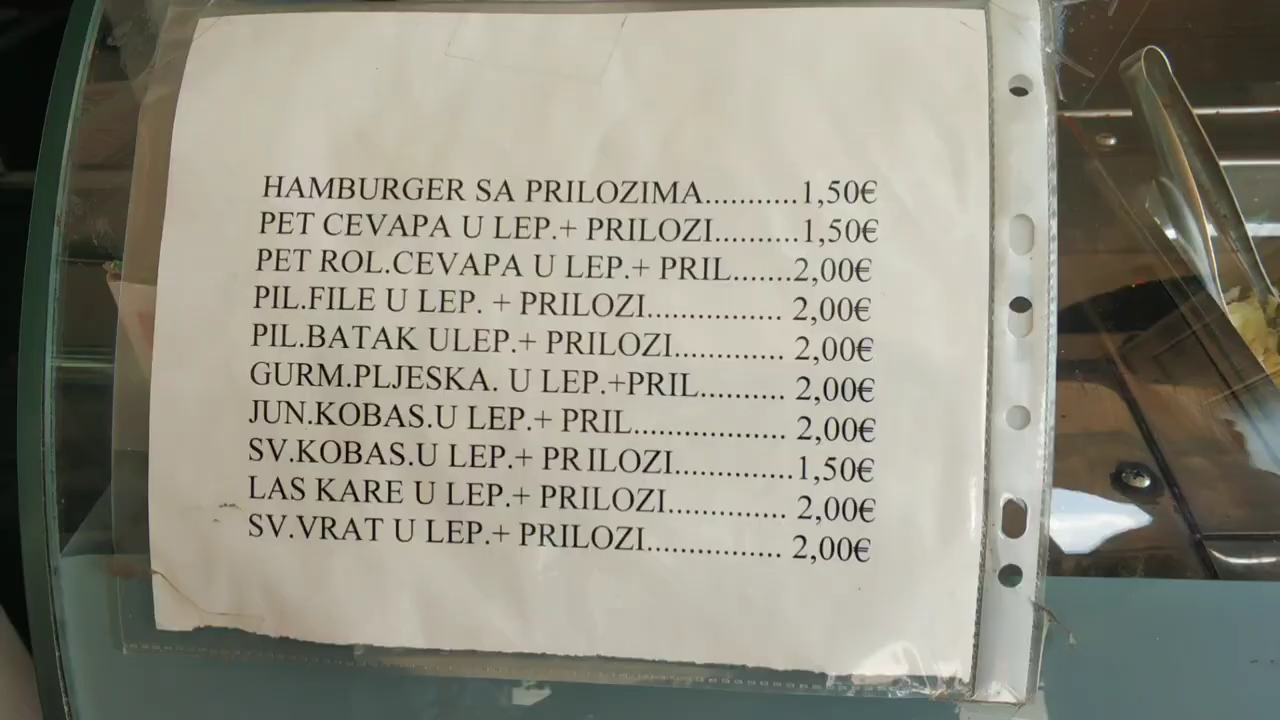 HAMBURGER SA PRILOZIMA...........1,50€
PET CEVAPA U LEP.+ PRILOZI..........1,50€
PET ROL.CEVAPA U LEP.+ PRIL.......2,00€
PIL.FILE U LEP. + PRILOZI................ 2,00€
PIL.BATAK ULEP.+ PRILOZI............. 2,00€
GURM.PLJESKA. U LEP.+PRIL.......... 2,00€
JUN.KOBAS.U LEP.+ PRIL.................. 2,00€
SV.KOBAS.U LEP.+ PRILOZI..............1,50€
LAS KARE U LEP.+ PRILOZI.............. 2,00€
SV.VRAT U LEP.+ PRILOZI................ 2,00€